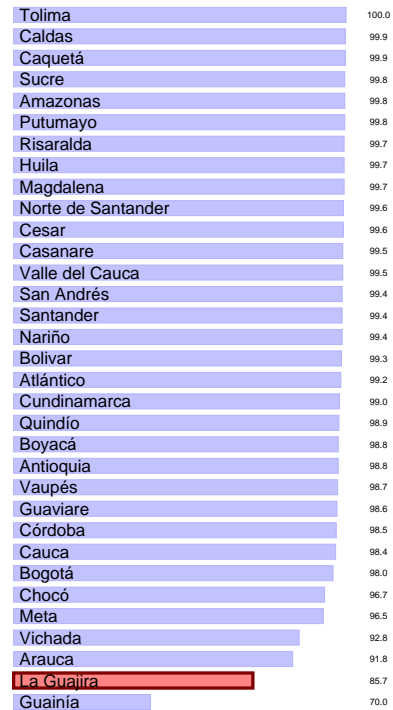 Tolima 100.0
Caldas 99.9
Caquetá 99.9
Sucre 99.8
Amazonas 99.8
Putumayo 99.8
Risaralda 99.7
Huila 99.7
Magdalena 99.7
Norte de Santander 99.6
Cesar 99.6
Casanare 99.5
Valle del Cauca 99.5
San Andrés 99.4
Santander 99.4
Nariño 99.4
Bolivar 99.3
Atlántico 99.2
Cundinamarca 99.0
Quindío 98.9
Boyacá 98.8
Antioquia 98.8
Vaupés 98.7
Guaviare 98.6
Córdoba 98.5
Cauca 98.4
Bogotá 98.0
Chocó 96.7
Meta 96.5
Vichada 92.8
Arauca 91.8
La Guajira 85.7
Guainía 70.0